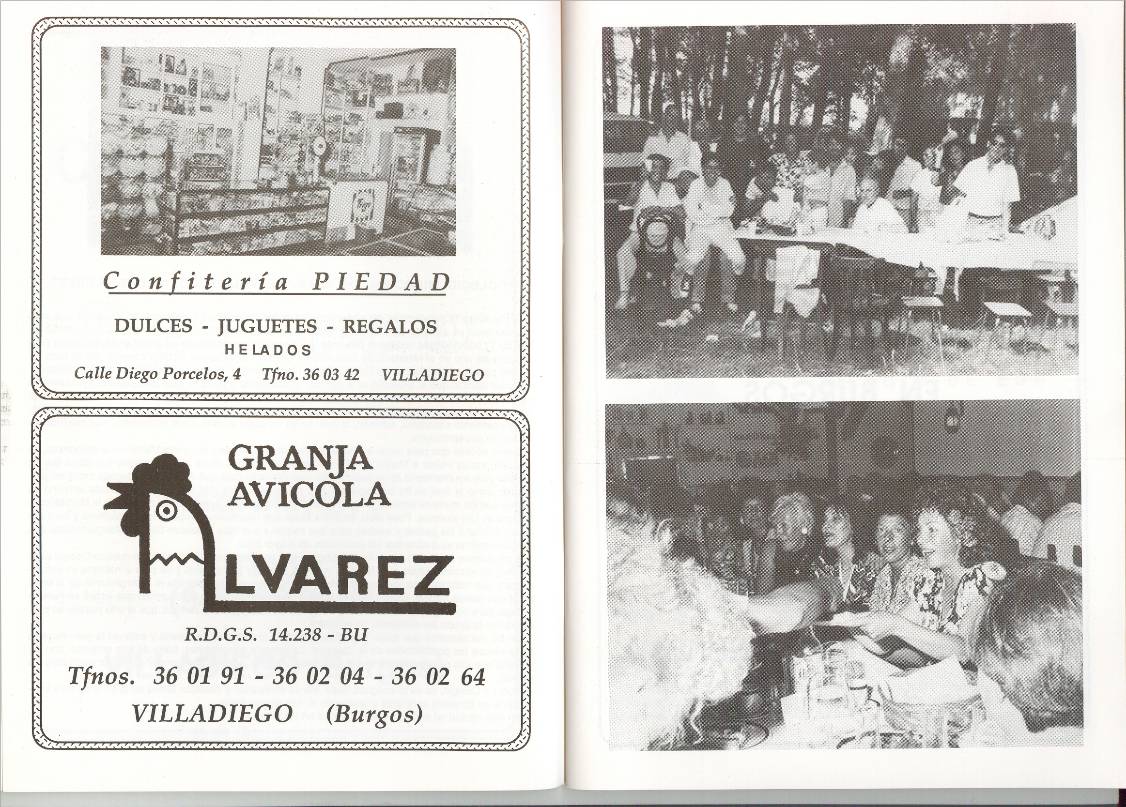 Confitería PIEDAD
DULCES - JUGUETES - REGALOS
HELADOS
Calle Diego Porcelos, 4 Tfno. 36 03 42 VILLADIEGO
GRANJA
AVICOLA
ALVAREZ
R.D.G.S. 14.238 - BU
Tfnos. 36 01 91 - 36 02 04 - 36 02 64
VILLADIEGO (Burgos)